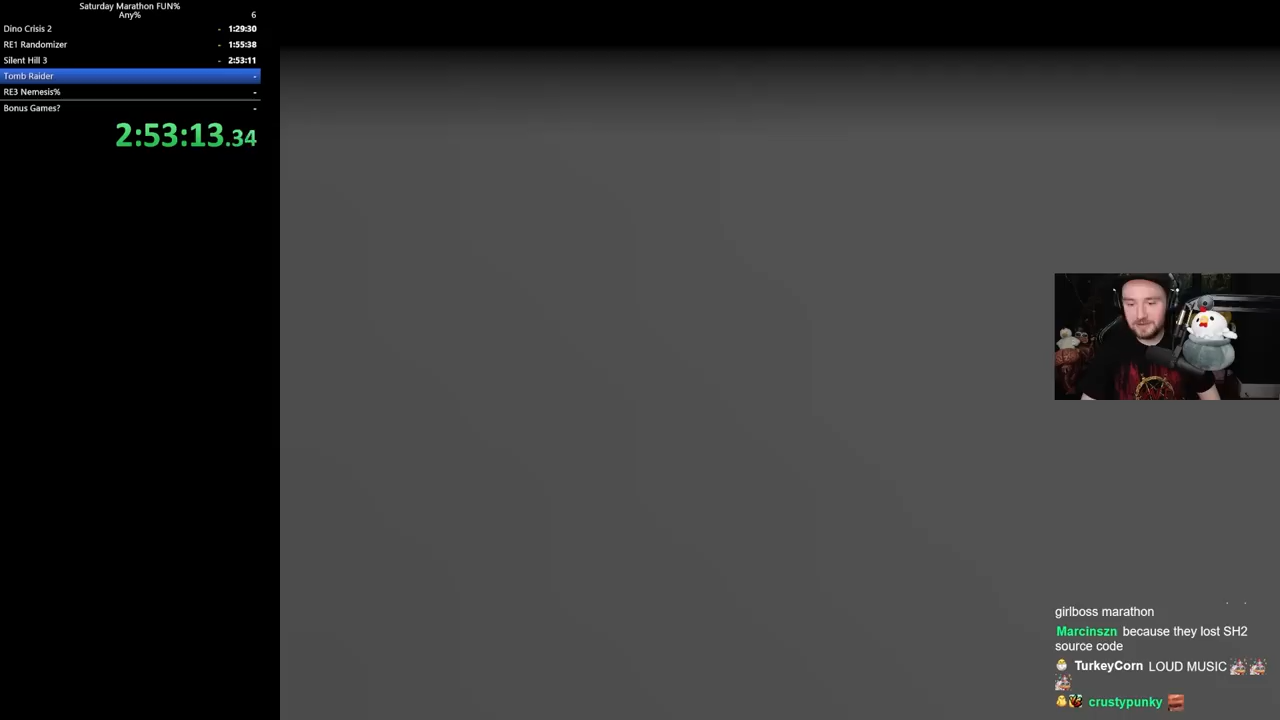 Saturday Marathon FUN%
Any% 6
Dino Crisis 2 - 1:29:30
RE1 Randomizer - 1:55:38
Silent Hill 3 - 2:53:11
Tomb Raider -
RE3 Nemesis% -
Bonus Games? -
2:53:13.34
girlboss marathon
Marcinszn because they lost SH2
source code
TurkeyCorn LOUD MUSIC
crustypunky